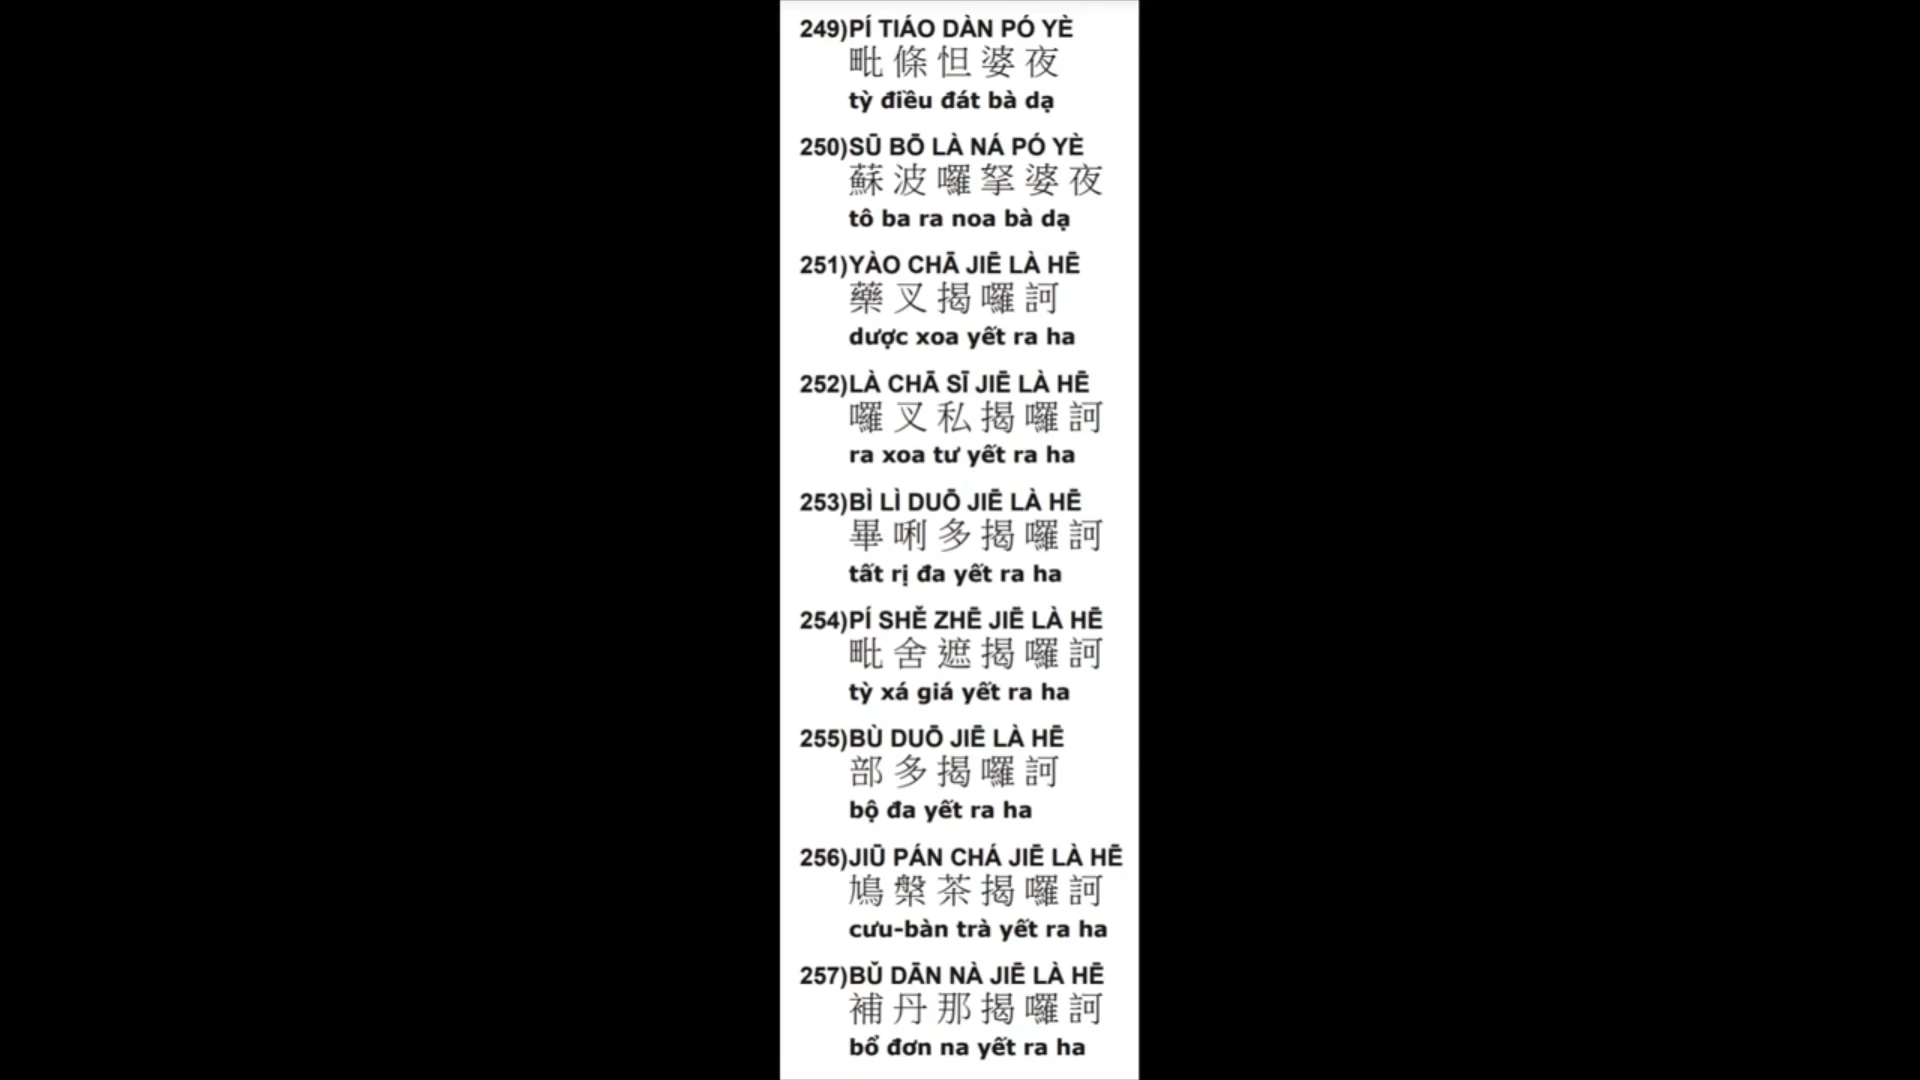 249)PÍ TIÁO DÀN PÓ YÈ
毗條怛婆夜
tỳ điều đát bà dạ
250)SŪ BŌ LÀ NÁ PÓ YÈ
蘇波囉拏婆夜
tô ba ra noa bà dạ
251)YÀO CHĀ JIĒ LÀ HĒ
藥叉揭囉訶
dược xoa yết ra ha
252)LÀ CHĀ SĪ JIĒ LÀ HĒ
囉叉私揭囉訶
ra xoa tư yết ra ha
253)BÌ LÌ DUŌ JIĒ LÀ HĒ
畢唎多揭囉訶
tất rị đa yết ra ha
254)PÍ SHĚ ZHĒ JIĒ LÀ HĒ
毗舍遮揭囉訶
tỳ xá giá yết ra ha
255)BÙ DUŌ JIĒ LÀ HĒ
部多揭囉訶
bộ đa yết ra ha
256)JIŪ PÁN CHÁ JIĒ LÀ HĒ
鳩槃茶揭囉訶
cưu-bàn trà yết ra ha
257)BǓ DĀN NÀ JIĒ LÀ HĒ
補丹那揭囉訶
bổ đơn na yết ra ha